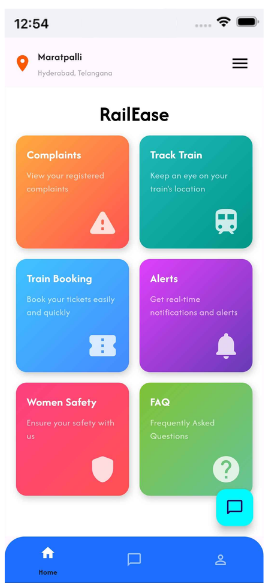 12:54
Maratpalli
Hyderabad, Telangana
RailEase
Complaints
View your registered
complaints
Track Train
Keep an eye on your
train's location
Train Booking
Book your tickets easily
and quickly
Alerts
Get real-time
notifications and alerts
Women Safety
Ensure your safety with
us
FAQ
Frequently Asked
Questions
Home